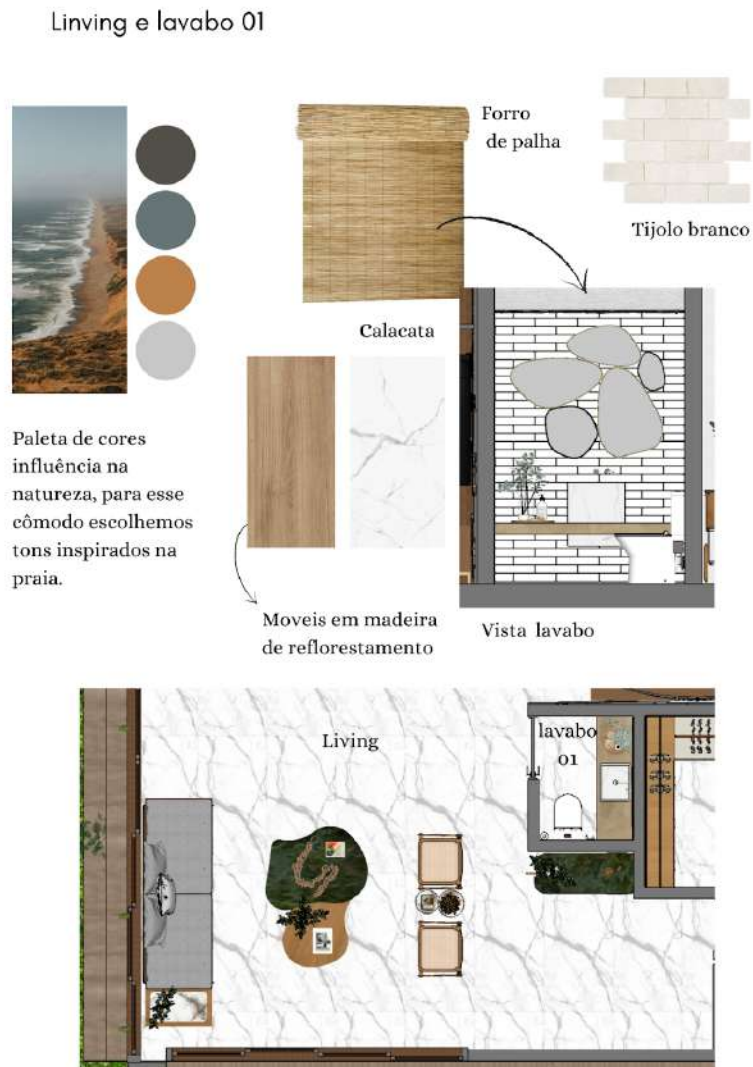 Linving e lavabo 01
Forro
de palha
Tijolo branco
Calacata
Paleta de cores
influência na
natureza, para esse
cômodo escolhemos
tons inspirados na
praia.
Moveis em madeira
de reflorestamento
Vista lavabo
Living
lavabo
01